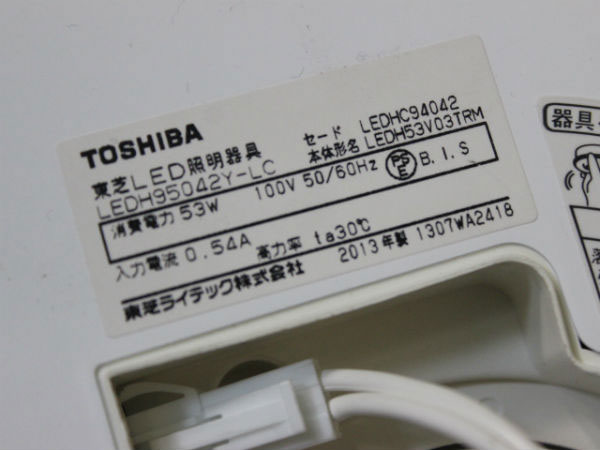 TOSHIBA
東芝LED照明器具
LEDH95042Y-LC
セード LEDHC94042
本体形名 LEDH53V03TRM
消費電力 53W 100V 50/60Hz PSE B.I.S
入力電流 0.54A 高力率 ta30℃
東芝ライテック株式会社 2013年製 1307WA2418
器具